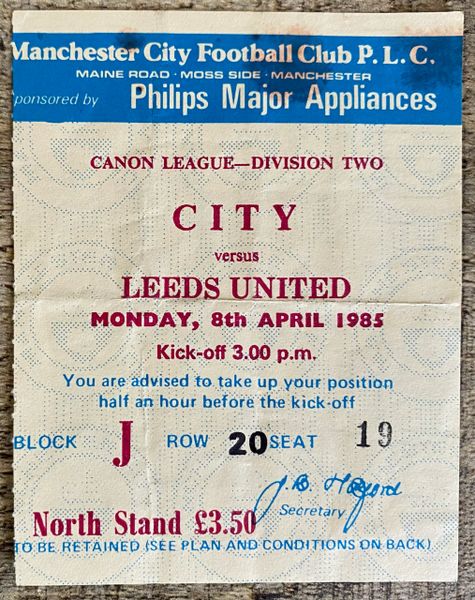 Manchester City Football Club P.L.C.
MAINE ROAD · MOSS SIDE · MANCHESTER
ponsored by Philips Major Appliances
CANON LEAGUE—DIVISION TWO
CITY
versus
LEEDS UNITED
MONDAY, 8th APRIL 1985
Kick-off 3.00 p.m.
You are advised to take up your position
half an hour before the kick-off
BLOCK J ROW 20 SEAT 19
J.B. Halford
Secretary
North Stand £3.50
TO BE RETAINED (SEE PLAN AND CONDITIONS ON BACK)